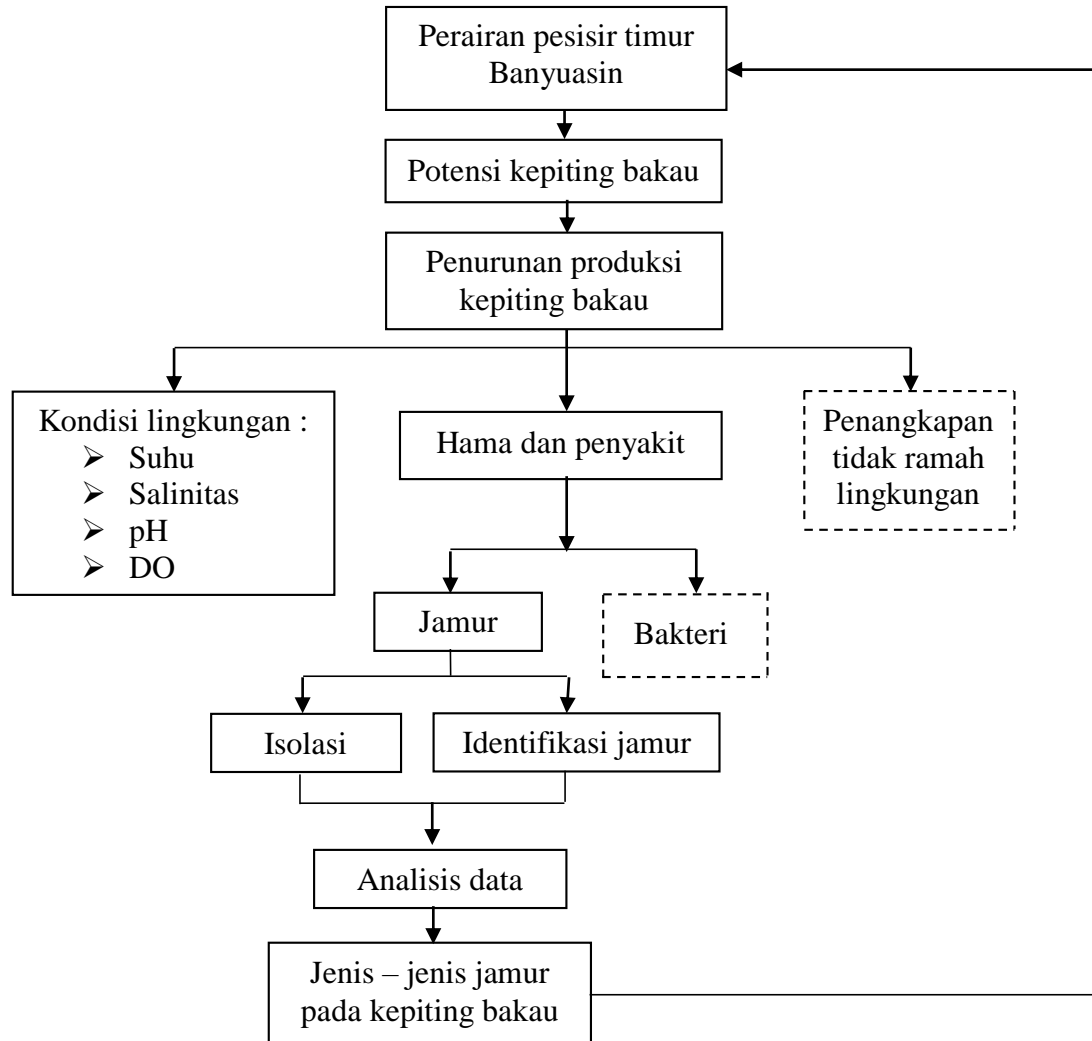 Perairan pesisir timur
Banyuasin
Potensi kepiting bakau
Penurunan produksi
kepiting bakau
Kondisi lingkungan :
➢ Suhu
➢ Salinitas
➢ pH
➢ DO
Hama dan penyakit
Penangkapan
tidak ramah
lingkungan
Jamur
Bakteri
Isolasi
Identifikasi jamur
Analisis data
Jenis – jenis jamur
pada kepiting bakau